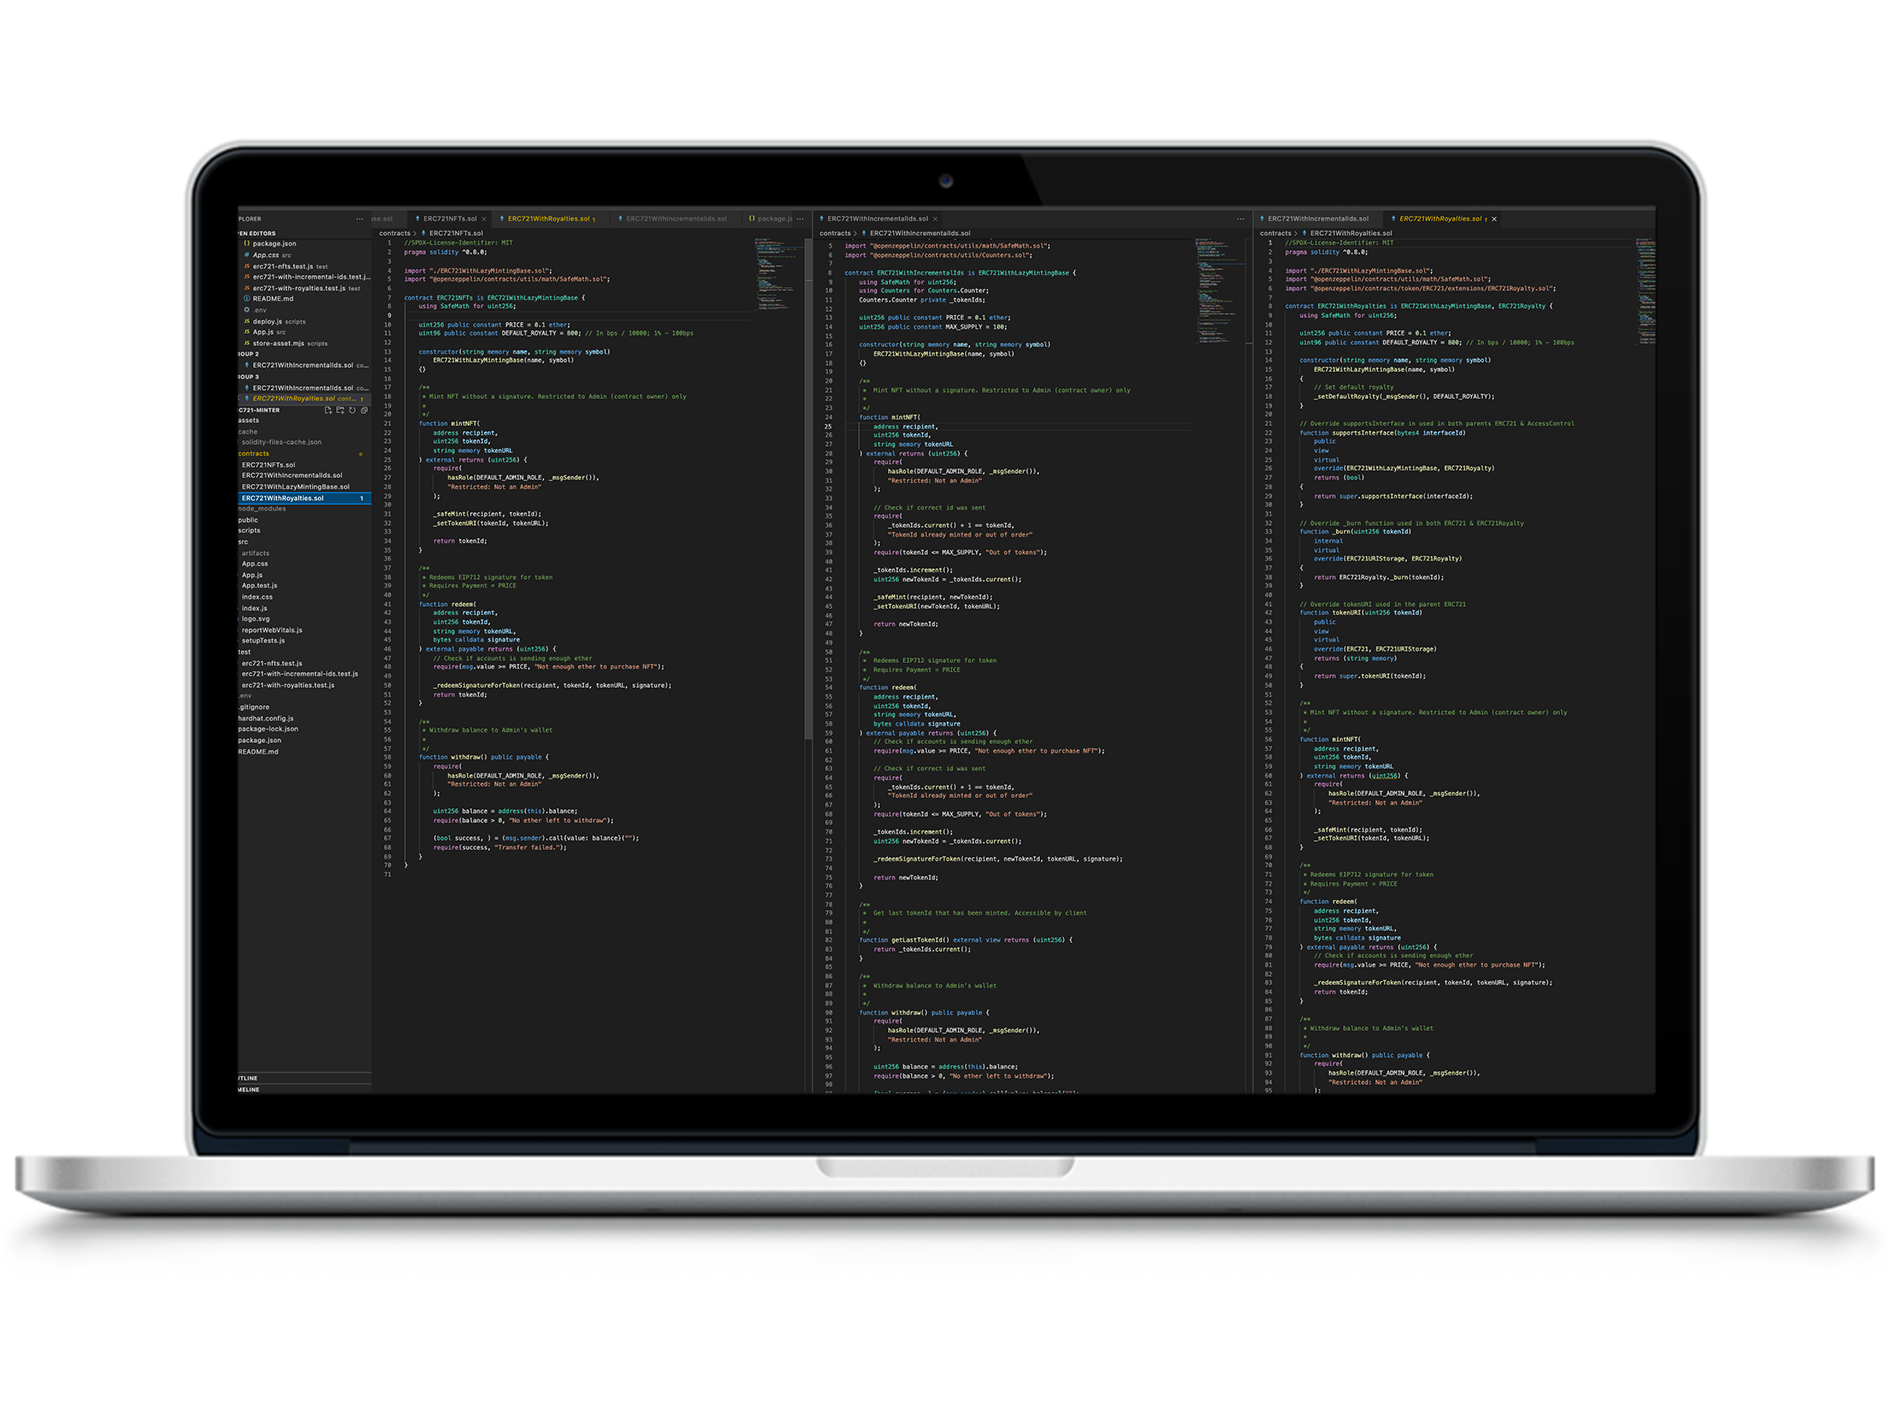 PLORER
EN EDITORS
package.json
App.css src
erc721-nfts.test.js test
erc721-with-incremental-ids.test.j...
erc721-with-royalties.test.js test
README.md
.env
deploy.js scripts
App.js src
store-asset.mjs scripts
OUP 2
ERC721WithIncrementalIds.sol co...
OUP 3
ERC721WithIncrementalIds.sol co...
ERC721WithRoyalties.sol cont... 1
C721-MINTER
assets
cache
solidity-files-cache.json
contracts
ERC721NFTs.sol
ERC721WithIncrementalIds.sol
ERC721WithLazyMintingBase.sol
ERC721WithRoyalties.sol 1
node_modules
public
scripts
src
artifacts
App.css
App.js
App.test.js
index.css
index.js
logo.svg
reportWebVitals.js
setupTests.js
test
erc721-nfts.test.js
erc721-with-incremental-ids.test.js
erc721-with-royalties.test.js
.env
.gitignore
hardhat.config.js
package-lock.json
package.json
README.md
UTLINE
MELINE
ase.sol ERC721NFTs.sol ERC721WithRoyalties.sol 1 ERC721WithIncrementalIds.sol package.js
contracts > ERC721NFTs.sol
1 //SPDX-License-Identifier: MIT
2 pragma solidity ^0.8.0;
3
4 import "./ERC721WithLazyMintingBase.sol";
5 import "@openzeppelin/contracts/utils/math/SafeMath.sol";
6
7 contract ERC721NFTs is ERC721WithLazyMintingBase {
8 using SafeMath for uint256;
9
10 uint256 public constant PRICE = 0.1 ether;
11 uint96 public constant DEFAULT_ROYALTY = 800; // In bps / 10000; 1% - 100bps
12
13 constructor(string memory name, string memory symbol)
14 ERC721WithLazyMintingBase(name, symbol)
15 {}
16
17 /**
18 * Mint NFT without a signature. Restricted to Admin (contract owner) only
19 *
20 */
21 function mintNFT(
22 address recipient,
23 uint256 tokenId,
24 string memory tokenURL
25 ) external returns (uint256) {
26 require(
27 hasRole(DEFAULT_ADMIN_ROLE, _msgSender()),
28 "Restricted: Not an Admin"
29 );
30
31 _safeMint(recipient, tokenId);
32 _setTokenURI(tokenId, tokenURL);
33
34 return tokenId;
35 }
36
37 /**
38 * Redeems EIP712 signature for token
39 * Requires Payment = PRICE
40 */
41 function redeem(
42 address recipient,
43 uint256 tokenId,
44 string memory tokenURL,
45 bytes calldata signature
46 ) external payable returns (uint256) {
47 // Check if accounts is sending enough ether
48 require(msg.value >= PRICE, "Not enough ether to purchase NFT");
49
50 _redeemSignatureForToken(recipient, tokenId, tokenURL, signature);
51 return tokenId;
52 }
53
54 /**
55 * Withdraw balance to Admin's wallet
56 *
57 */
58 function withdraw() public payable {
59 require(
60 hasRole(DEFAULT_ADMIN_ROLE, _msgSender()),
61 "Restricted: Not an Admin"
62 );
63
64 uint256 balance = address(this).balance;
65 require(balance > 0, "No ether left to withdraw");
66
67 (bool success, ) = (msg.sender).call{value: balance}("");
68 require(success, "Transfer failed.");
69 }
70 }
71
ERC721WithIncrementalIds.sol
contracts > ERC721WithIncrementalIds.sol
5 import "@openzeppelin/contracts/utils/math/SafeMath.sol";
6 import "@openzeppelin/contracts/utils/Counters.sol";
7
8 contract ERC721WithIncrementalIds is ERC721WithLazyMintingBase {
9 using SafeMath for uint256;
10 using Counters for Counters.Counter;
11 Counters.Counter private _tokenIds;
12
13 uint256 public constant PRICE = 0.1 ether;
14 uint256 public constant MAX_SUPPLY = 100;
15
16 constructor(string memory name, string memory symbol)
17 ERC721WithLazyMintingBase(name, symbol)
18 {}
19
20 /**
21 * Mint NFT without a signature. Restricted to Admin (contract owner) only
22 *
23 */
24 function mintNFT(
25 address recipient,
26 uint256 tokenId,
27 string memory tokenURL
28 ) external returns (uint256) {
29 require(
30 hasRole(DEFAULT_ADMIN_ROLE, _msgSender()),
31 "Restricted: Not an Admin"
32 );
33
34 // Check if correct id was sent
35 require(
36 _tokenIds.current() + 1 == tokenId,
37 "TokenId already minted or out of order"
38 );
39 require(tokenId <= MAX_SUPPLY, "Out of tokens");
40
41 _tokenIds.increment();
42 uint256 newTokenId = _tokenIds.current();
43
44 _safeMint(recipient, newTokenId);
45 _setTokenURI(newTokenId, tokenURL);
46
47 return newTokenId;
48 }
49
50 /**
51 * Redeems EIP712 signature for token
52 * Requires Payment = PRICE
53 */
54 function redeem(
55 address recipient,
56 uint256 tokenId,
57 string memory tokenURL,
58 bytes calldata signature
59 ) external payable returns (uint256) {
60 // Check if accounts is sending enough ether
61 require(msg.value >= PRICE, "Not enough ether to purchase NFT");
62
63 // Check if correct id was sent
64 require(
65 _tokenIds.current() + 1 == tokenId,
66 "TokenId already minted or out of order"
67 );
68 require(tokenId <= MAX_SUPPLY, "Out of tokens");
69
70 _tokenIds.increment();
71 uint256 newTokenId = _tokenIds.current();
72
73 _redeemSignatureForToken(recipient, newTokenId, tokenURL, signature);
74
75 return newTokenId;
76 }
77
78 /**
79 * Get last tokenId that has been minted. Accessible by client
80 *
81 */
82 function getLastTokenId() external view returns (uint256) {
83 return _tokenIds.current();
84 }
85
86 /**
87 * Withdraw balance to Admin's wallet
88 *
89 */
90 function withdraw() public payable {
91 require(
92 hasRole(DEFAULT_ADMIN_ROLE, _msgSender()),
93 "Restricted: Not an Admin"
94 );
95
96 uint256 balance = address(this).balance;
97 require(balance > 0, "No ether left to withdraw");
98
ERC721WithIncrementalIds.sol ERC721WithRoyalties.sol 1
contracts > ERC721WithRoyalties.sol
1 //SPDX-License-Identifier: MIT
2 pragma solidity ^0.8.0;
3
4 import "./ERC721WithLazyMintingBase.sol";
5 import "@openzeppelin/contracts/utils/math/SafeMath.sol";
6 import "@openzeppelin/contracts/token/ERC721/extensions/ERC721Royalty.sol";
7
8 contract ERC721WithRoyalties is ERC721WithLazyMintingBase, ERC721Royalty {
9 using SafeMath for uint256;
10
11 uint256 public constant PRICE = 0.1 ether;
12 uint96 public constant DEFAULT_ROYALTY = 800; // In bps / 10000; 1% - 100bps
13
14 constructor(string memory name, string memory symbol)
15 ERC721WithLazyMintingBase(name, symbol)
16 {
17 // Set default royalty
18 _setDefaultRoyalty(_msgSender(), DEFAULT_ROYALTY);
19 }
20
21 // Override supportsInterface in used in both parents ERC721 & AccessControl
22 function supportsInterface(bytes4 interfaceId)
23 public
24 view
25 virtual
26 override(ERC721WithLazyMintingBase, ERC721Royalty)
27 returns (bool)
28 {
29 return super.supportsInterface(interfaceId);
30 }
31
32 // Override _burn function used in both ERC721 & ERC721Royalty
33 function _burn(uint256 tokenId)
34 internal
35 virtual
36 override(ERC721URIStorage, ERC721Royalty)
37 {
38 return ERC721Royalty._burn(tokenId);
39 }
40
41 // Override tokenURI used in the parent ERC721
42 function tokenURI(uint256 tokenId)
43 public
44 view
45 virtual
46 override(ERC721, ERC721URIStorage)
47 returns (string memory)
48 {
49 return super.tokenURI(tokenId);
50 }
51
52 /**
53 * Mint NFT without a signature. Restricted to Admin (contract owner) only
54 *
55 */
56 function mintNFT(
57 address recipient,
58 uint256 tokenId,
59 string memory tokenURL
60 ) external returns (uint256) {
61 require(
62 hasRole(DEFAULT_ADMIN_ROLE, _msgSender()),
63 "Restricted: Not an Admin"
64 );
65
66 _safeMint(recipient, tokenId);
67 _setTokenURI(tokenId, tokenURL);
68 }
69
70 /**
71 * Redeems EIP712 signature for token
72 * Requires Payment = PRICE
73 */
74 function redeem(
75 address recipient,
76 uint256 tokenId,
77 string memory tokenURL,
78 bytes calldata signature
79 ) external payable returns (uint256) {
80 // Check if accounts is sending enough ether
81 require(msg.value >= PRICE, "Not enough ether to purchase NFT");
82
83 _redeemSignatureForToken(recipient, tokenId, tokenURL, signature);
84 return tokenId;
85 }
86
87 /**
88 * Withdraw balance to Admin's wallet
89 *
90 */
91 function withdraw() public payable {
92 require(
93 hasRole(DEFAULT_ADMIN_ROLE, _msgSender()),
94 "Restricted: Not an Admin"
95 );